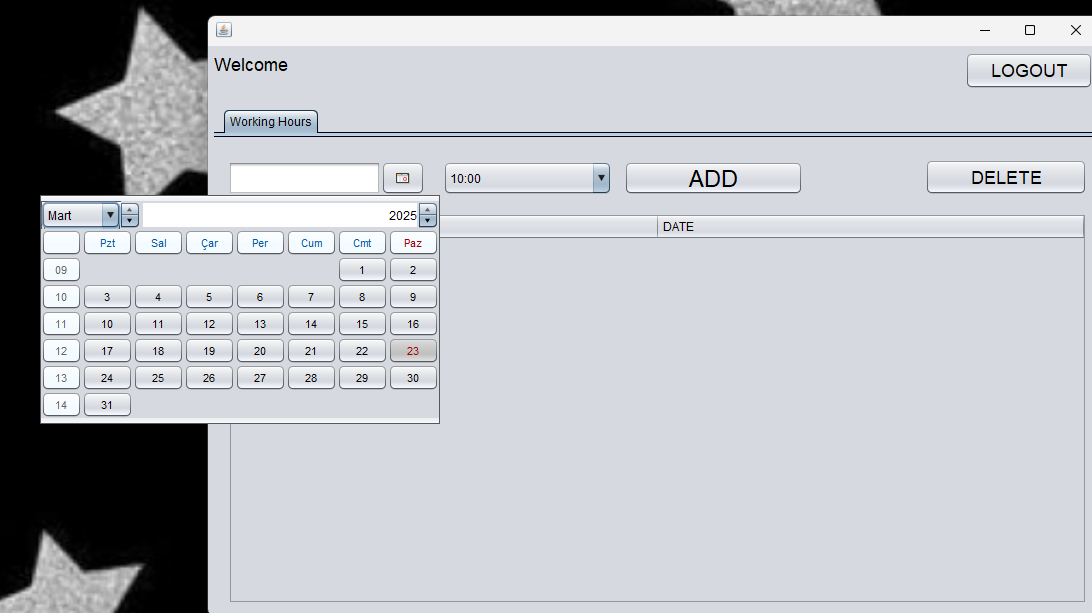 Welcome
LOGOUT
Working Hours
10:00
ADD
DELETE
DATE
Mart 2025
Pzt Sal Çar Per Cum Cmt Paz
09 1 2
10 3 4 5 6 7 8 9
11 10 11 12 13 14 15 16
12 17 18 19 20 21 22 23
13 24 25 26 27 28 29 30
14 31